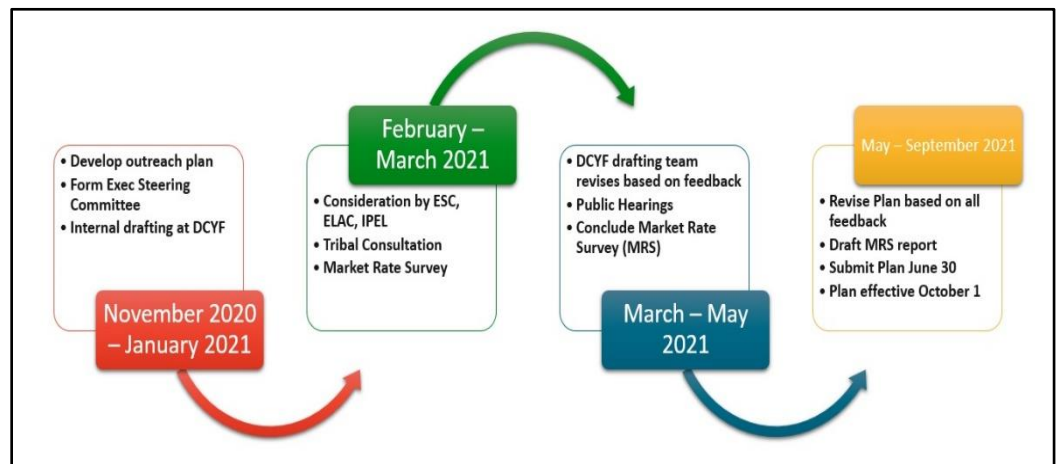 • Develop outreach plan
• Form Exec Steering
Committee
• Internal drafting at DCYF
November 2020
– January 2021
February –
March 2021
• Consideration by ESC,
ELAC, IPEL
• Tribal Consultation
• Market Rate Survey
• DCYF drafting team
revises based on feedback
• Public Hearings
• Conclude Market Rate
Survey (MRS)
March – May
2021
May – September 2021
• Revise Plan based on all
feedback
• Draft MRS report
• Submit Plan June 30
• Plan effective October 1